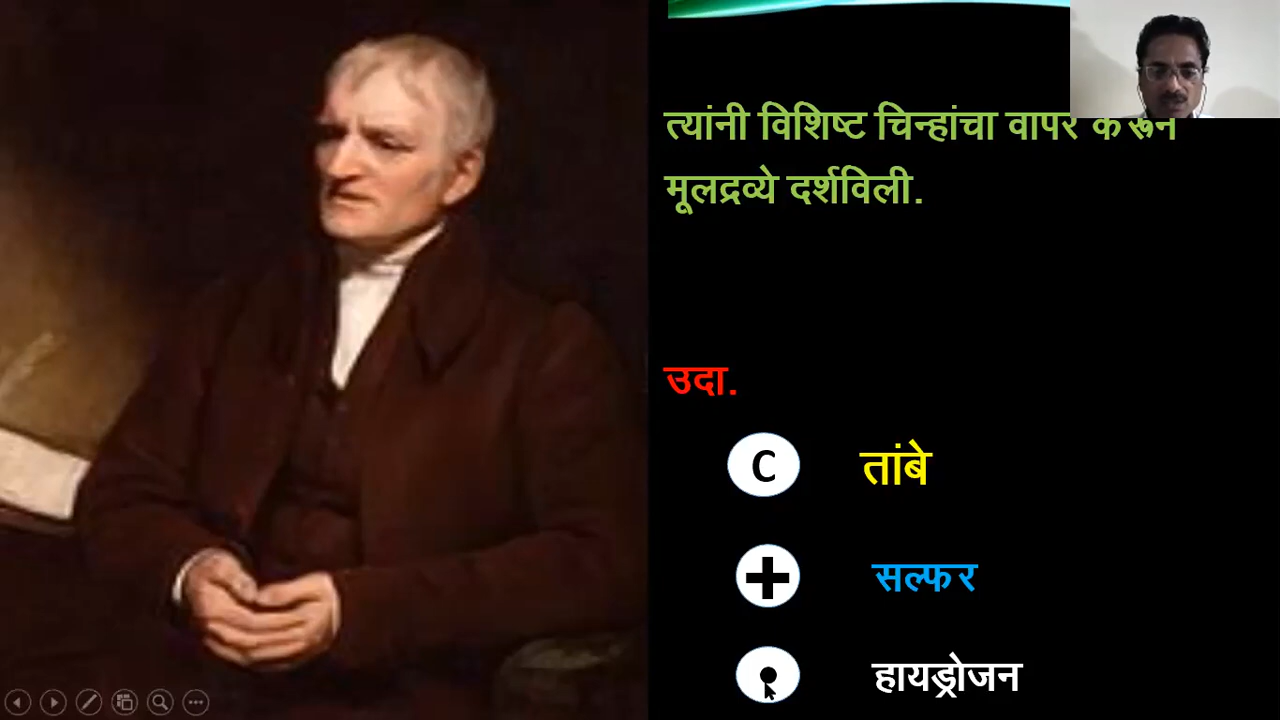 त्यांनी विशिष्ट चिन्हांचा वापर करून
मूलद्रव्ये दर्शविली.
उदा.
C तांबे
सल्फर
हायड्रोजन